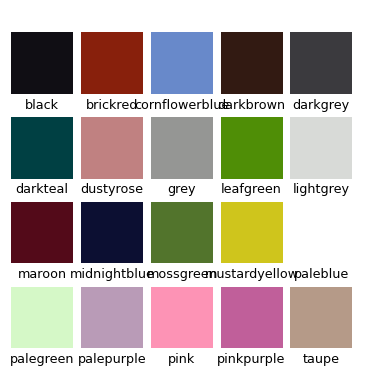 black brickred cornflowerblue darkbrown darkgrey
darkteal dustyrose grey leafgreen lightgrey
maroon midnightblue mossgreen mustardyellow paleblue
palegreen palepurple pink pinkpurple taupe